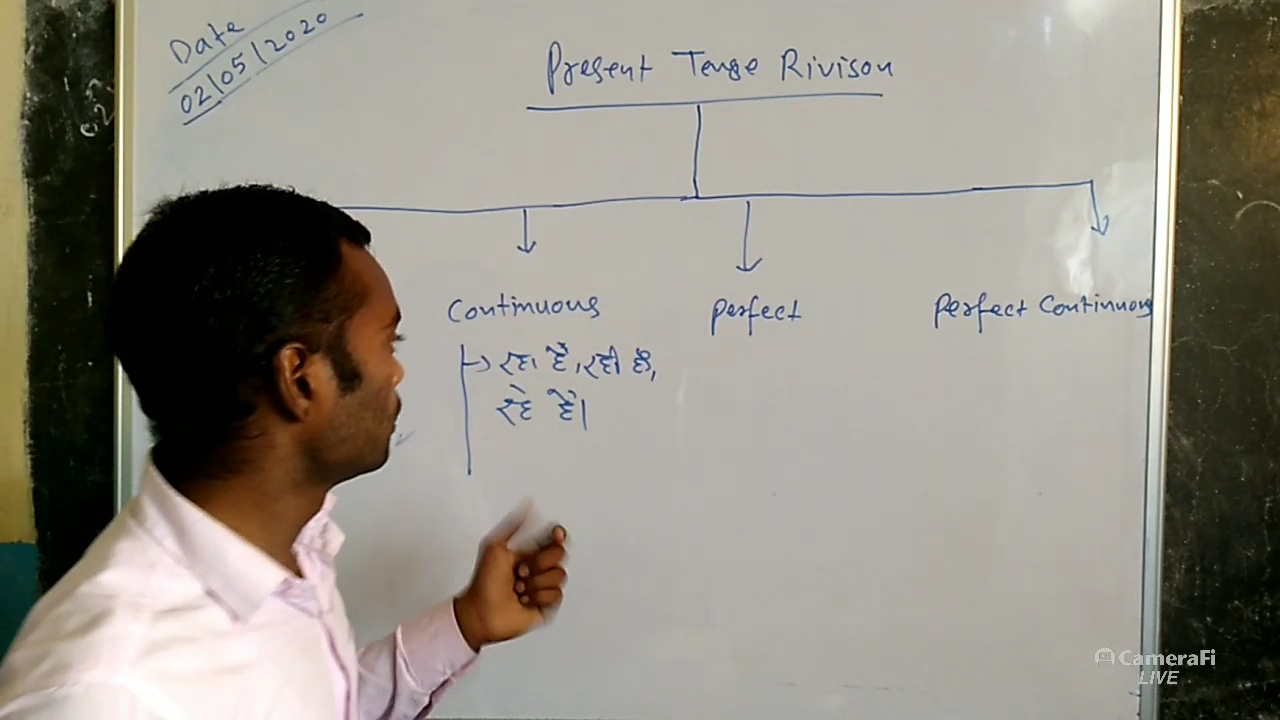 Date
02/05/2020
Present Tense Rivison
Continuous
Perfect
Perfect Continuous
रहा है, रही है,
रहे हैं।
CameraFi
LIVE